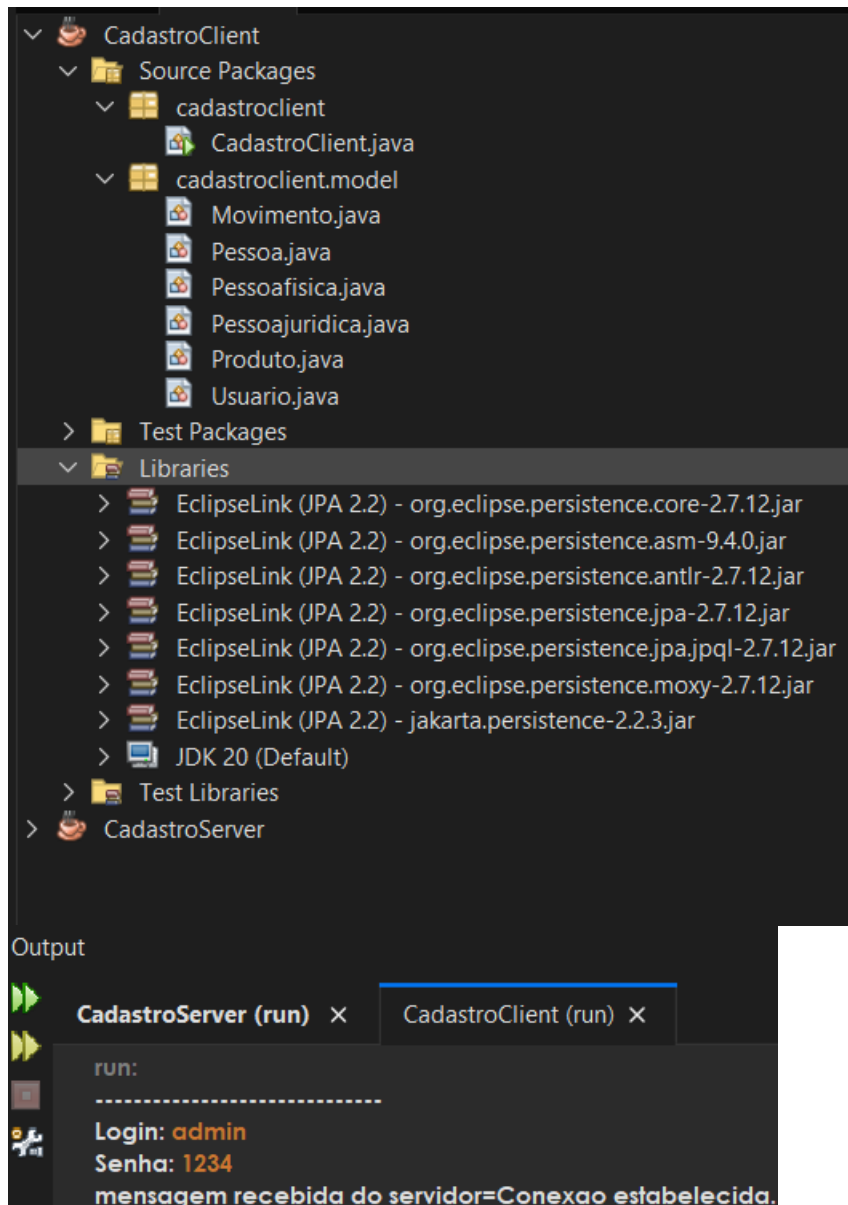 CadastroClient
Source Packages
cadastroclient
CadastroClient.java
cadastroclient.model
Movimento.java
Pessoa.java
Pessoafisica.java
Pessoajuridica.java
Produto.java
Usuario.java
Test Packages
Libraries
EclipseLink (JPA 2.2) - org.eclipse.persistence.core-2.7.12.jar
EclipseLink (JPA 2.2) - org.eclipse.persistence.asm-9.4.0.jar
EclipseLink (JPA 2.2) - org.eclipse.persistence.antlr-2.7.12.jar
EclipseLink (JPA 2.2) - org.eclipse.persistence.jpa-2.7.12.jar
EclipseLink (JPA 2.2) - org.eclipse.persistence.jpa.jpql-2.7.12.jar
EclipseLink (JPA 2.2) - org.eclipse.persistence.moxy-2.7.12.jar
EclipseLink (JPA 2.2) - jakarta.persistence-2.2.3.jar
JDK 20 (Default)
Test Libraries
CadastroServer
Output
CadastroServer (run) × CadastroClient (run) ×
run:
------------------------------
Login: admin
Senha: 1234
mensagem recebida do servidor=Conexao estabelecida.